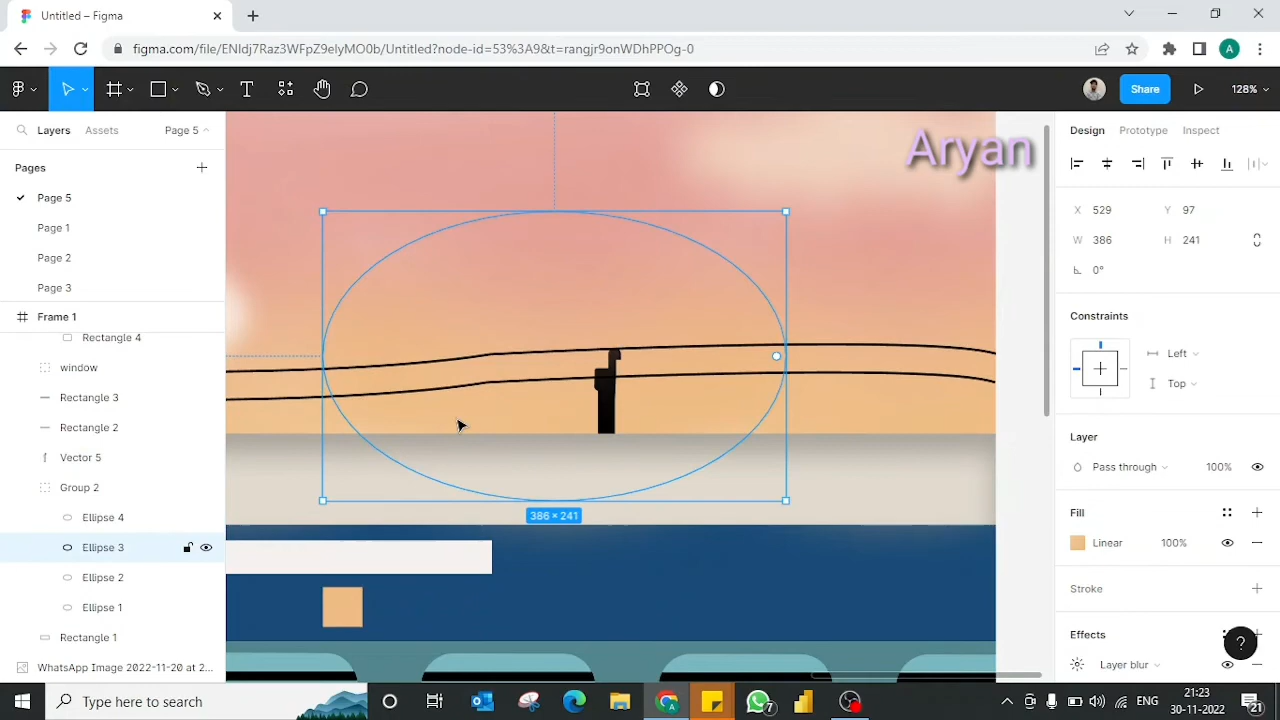 Untitled – Figma
figma.com/file/ENldj7Raz3WFpZ9elyMO0b/Untitled?node-id=53%3A9&t=rangjr9onWDhPPOg-0
A
Share
128%
Layers
Assets
Page 5
Design
Prototype
Inspect
Aryan
Pages
Page 5
Page 1
Page 2
Page 3
Frame 1
Rectangle 4
window
Rectangle 3
Rectangle 2
Vector 5
Group 2
Ellipse 4
Ellipse 3
Ellipse 2
Ellipse 1
Rectangle 1
WhatsApp Image 2022-11-20 at 2...
386 × 241
X 529 Y 97
W 386 H 241
0°
Constraints
Left
Top
Layer
Pass through 100%
Fill
Linear 100%
Stroke
Effects
Layer blur
?
Type here to search
7
ENG
21:23
30-11-2022
21